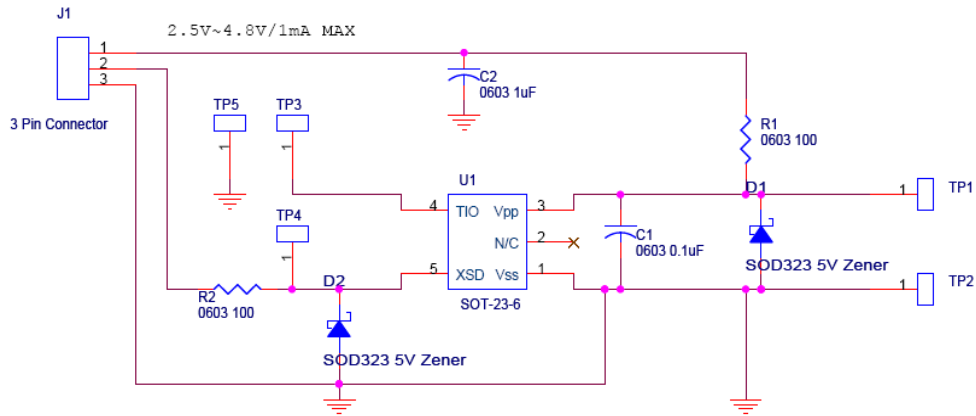 J1
2.5V~4.8V/1mA MAX
1
2
3
3 Pin Connector
C2
0603 1uF
TP5
1
TP3
1
R1
0603 100
U1
4 TIO Vpp 3
N/C 2
5 XSD Vss 1
SOT-23-6
D1
1 TP1
C1
0603 0.1uF
SOD323 5V Zener
TP4
1
R2
0603 100
D2
SOD323 5V Zener
1 TP2